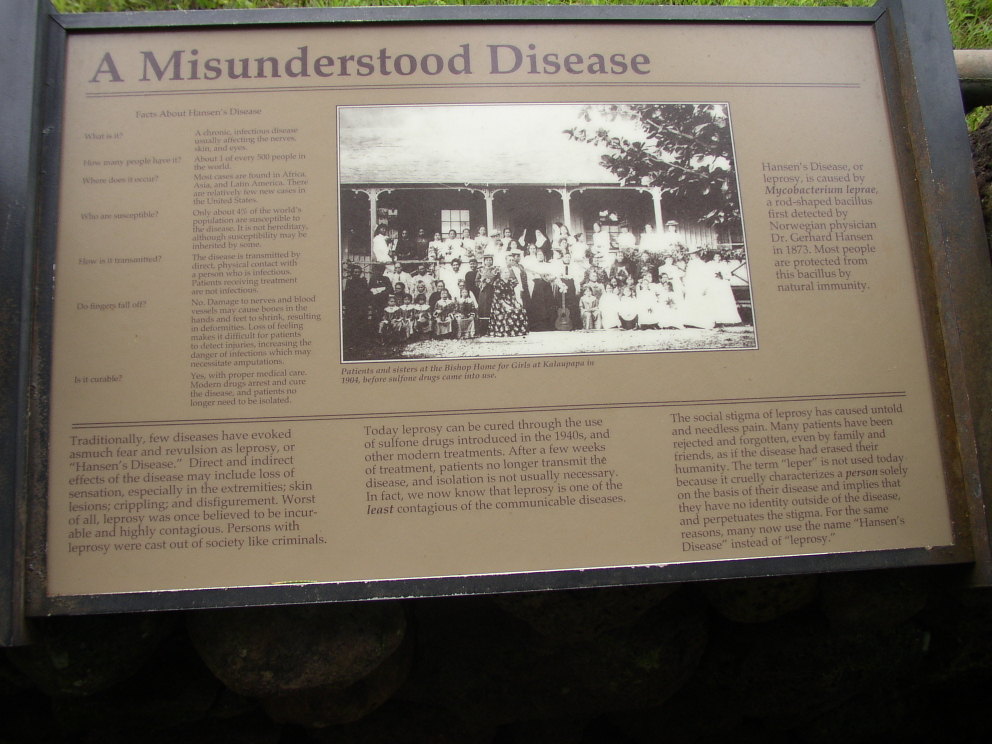 A Misunderstood Disease
Facts About Hansen's Disease
What is it?
A chronic, infectious disease
usually affecting the nerves,
skin, and eyes.
How many people have it?
About 1 of every 500 people in
the world.
Where does it occur?
Most cases are found in Africa,
Asia, and Latin America. There
are relatively few new cases in
the United States.
Who are susceptible?
Only about 4% of the world's
population are susceptible to
the disease. It is not hereditary,
although susceptibility may be
inherited by some.
How is it transmitted?
The disease is transmitted by
direct, physical contact with
a person who is infectious.
Patients receiving treatment
are not infectious.
Do fingers fall off?
No. Damage to nerves and blood
vessels may cause bones in the
hands and feet to shrink, resulting
in deformities. Loss of feeling
makes it difficult for patients
to detect injuries, increasing the
danger of infections which may
necessitate amputations.
Is it curable?
Yes, with proper medical care.
Modern drugs arrest and cure
the disease, and patients no
longer need to be isolated.
Patients and sisters at the Bishop Home for Girls at Kalaupapa in
1904, before sulfone drugs came into use.
Hansen's Disease, or
leprosy, is caused by
Mycobacterium leprae,
a rod-shaped bacillus
first detected by
Norwegian physician
Dr. Gerhard Hansen
in 1873. Most people
are protected from
this bacillus by
natural immunity.
Traditionally, few diseases have evoked
asmuch fear and revulsion as leprosy, or
"Hansen's Disease." Direct and indirect
effects of the disease may include loss of
sensation, especially in the extremities; skin
lesions; crippling; and disfigurement. Worst
of all, leprosy was once believed to be incur-
able and highly contagious. Persons with
leprosy were cast out of society like criminals.
Today leprosy can be cured through the use
of sulfone drugs introduced in the 1940s, and
other modern treatments. After a few weeks
of treatment, patients no longer transmit the
disease, and isolation is not usually necessary.
In fact, we now know that leprosy is one of the
least contagious of the communicable diseases.
The social stigma of leprosy has caused untold
and needless pain. Many patients have been
rejected and forgotten, even by family and
friends, as if the disease had erased their
humanity. The term "leper" is not used today
because it cruelly characterizes a person solely
on the basis of their disease and implies that
they have no identity outside of the disease,
and perpetuates the stigma. For the same
reasons, many now use the name "Hansen's
Disease" instead of "leprosy."